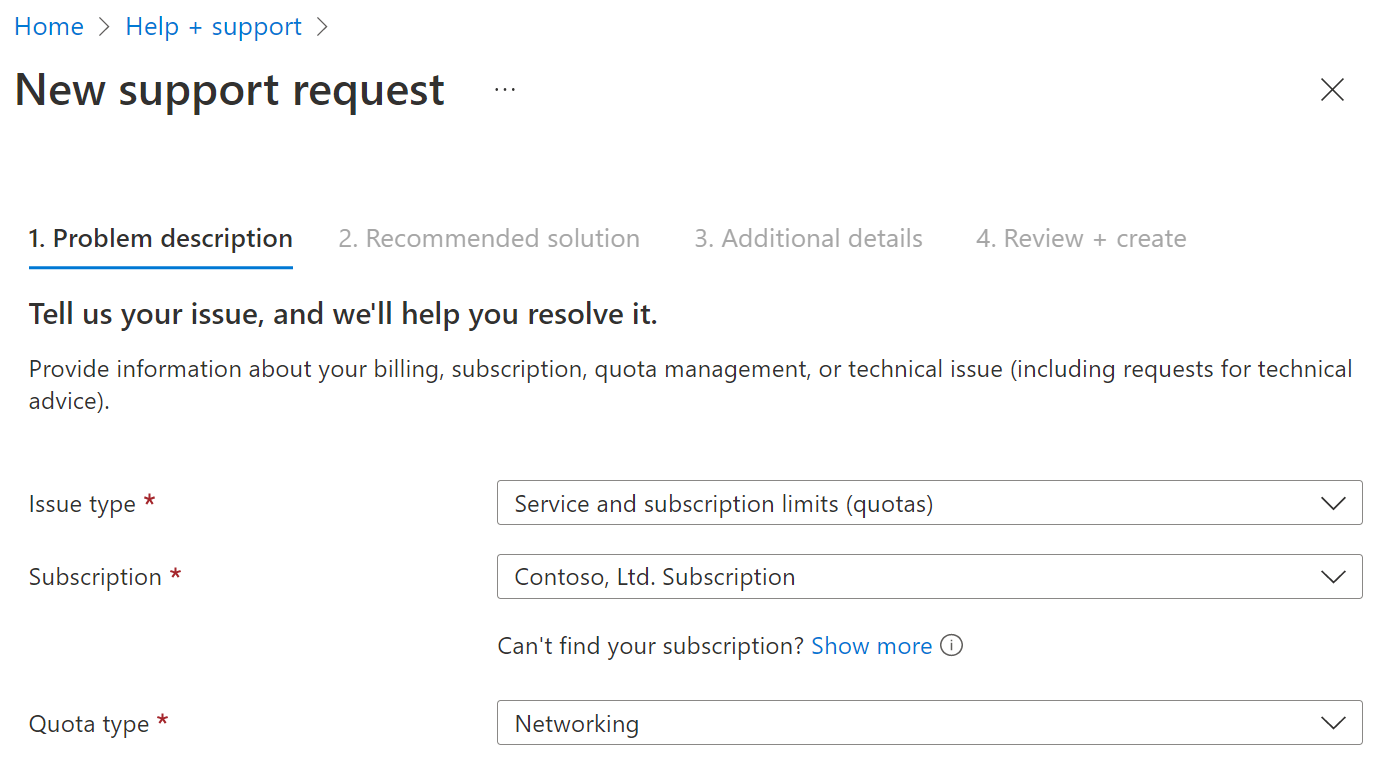 Home > Help + support >
New support request ...
1. Problem description 2. Recommended solution 3. Additional details 4. Review + create
Tell us your issue, and we'll help you resolve it.
Provide information about your billing, subscription, quota management, or technical issue (including requests for technical
advice).
Issue type * Service and subscription limits (quotas)
Subscription * Contoso, Ltd. Subscription
Can't find your subscription? Show more
Quota type * Networking